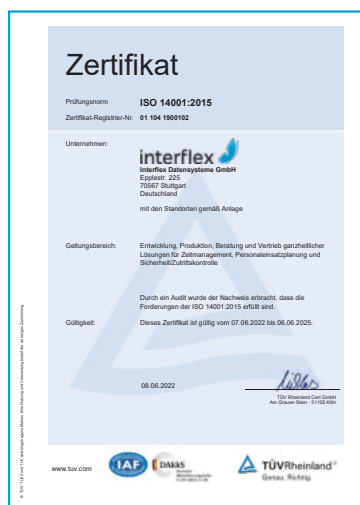 Zertifikat
Prüfungsnorm ISO 14001:2015
Zertifikat-Registrier-Nr. 01 104 1900102
Unternehmen:
interflex
Interflex Datensysteme GmbH
Epplestr. 225
70567 Stuttgart
Deutschland
mit den Standorten gemäß Anlage
Geltungsbereich: Entwicklung, Produktion, Beratung und Vertrieb ganzheitlicher
Lösungen für Zeitmanagement, Personaleinsatzplanung und
Sicherheit/Zutrittskontrolle
Durch ein Audit wurde der Nachweis erbracht, dass die
Forderungen der ISO 14001:2015 erfüllt sind.
Gültigkeit: Dieses Zertifikat ist gültig vom 07.06.2022 bis 06.06.2025.
08.06.2022
TÜV Rheinland Cert GmbH
Am Grauen Stein · 51105 Köln
www.tuv.com
IAF
DAkkS
TÜVRheinland®
Genau. Richtig.